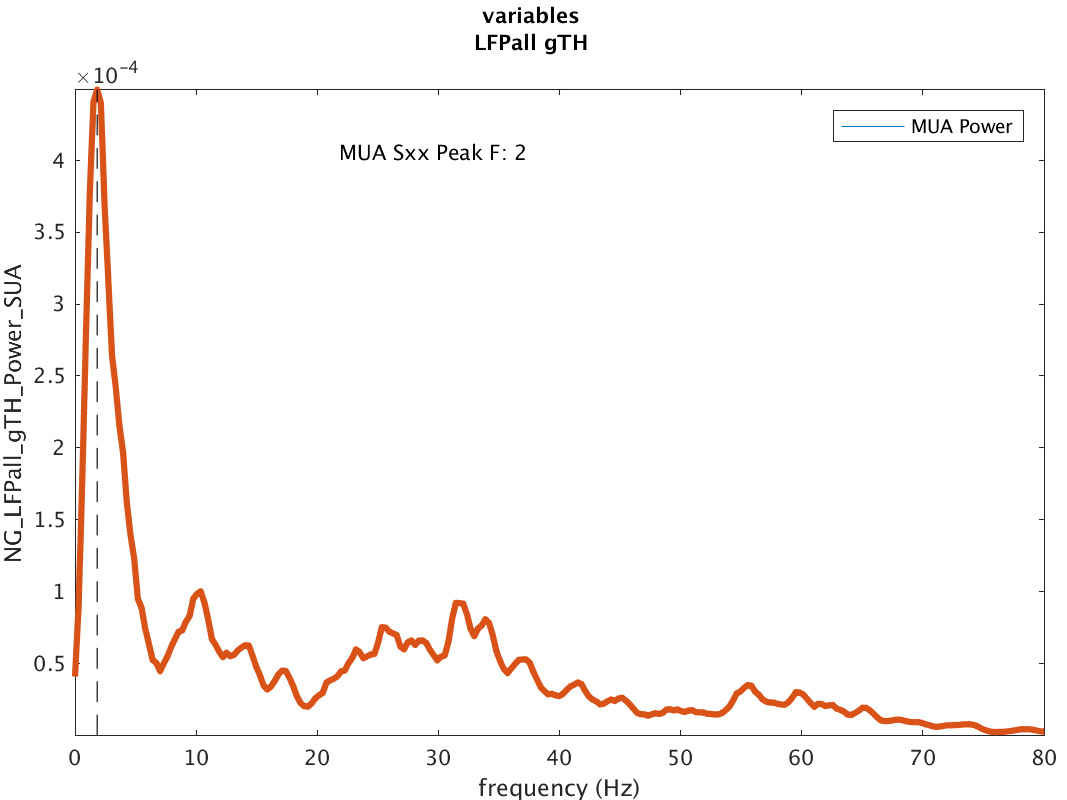 variables
LFPall gTH
×10⁻⁴
MUA Power
MUA Sxx Peak F: 2
4
3.5
3
2.5
2
1.5
1
0.5
NG_LFPall_gTH_Power_SUA
0 10 20 30 40 50 60 70 80
frequency (Hz)